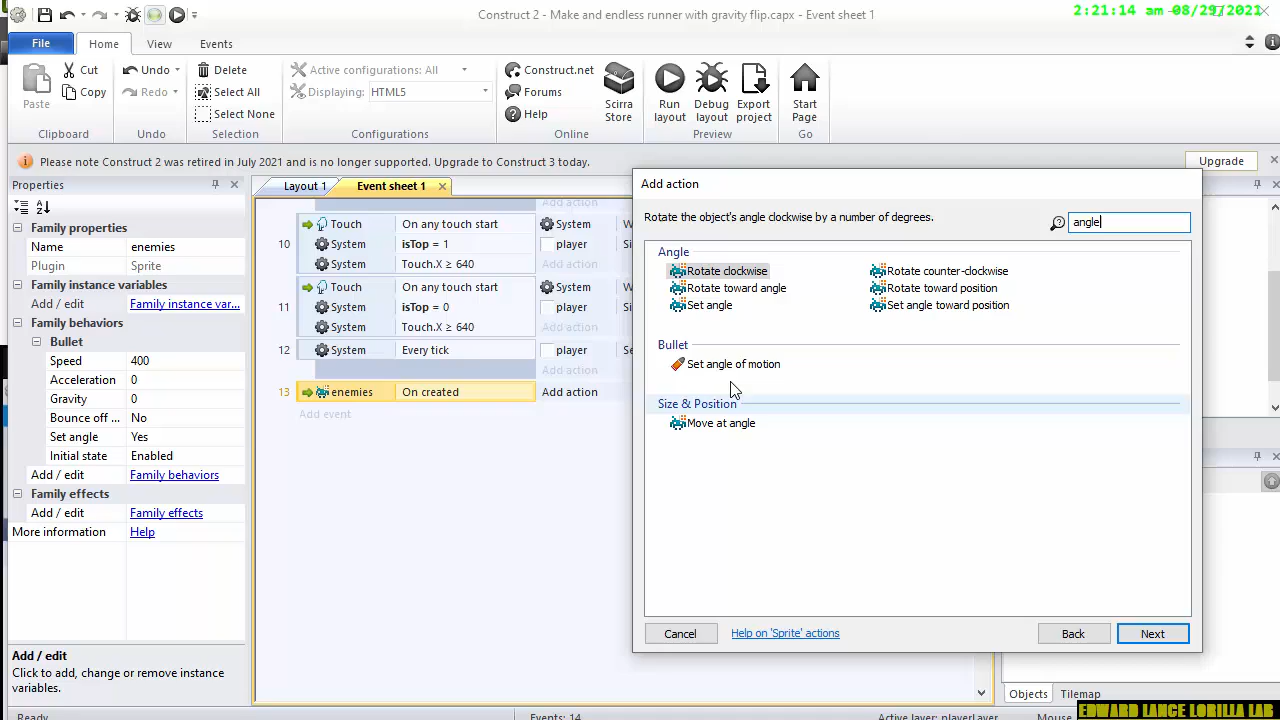 Construct 2 - Make and endless runner with gravity flip.capx - Event sheet 1
2:21:14 am 08/29/2021
File Home View Events
Paste Cut Copy
Undo Redo
Delete Select All Select None
Active configurations: All
Displaying: HTML5
Construct.net Forums Help
Scirra Store
Run layout
Debug layout
Export project
Start Page
Clipboard Undo Selection Configurations Online Preview Go
Please note Construct 2 was retired in July 2021 and is no longer supported. Upgrade to Construct 3 today.
Upgrade
Properties
Family properties
Name enemies
Plugin Sprite
Family instance variables
Add / edit Family instance var...
Family behaviors
Bullet
Speed 400
Acceleration 0
Gravity 0
Bounce off ... No
Set angle Yes
Initial state Enabled
Add / edit Family behaviors
Family effects
Add / edit Family effects
More information Help
Add / edit
Click to add, change or remove instance
variables.
Layout 1 Event sheet 1
Add action
Touch On any touch start System
10 System isTop = 1 player
System Touch.X ≥ 640 Add action
Touch On any touch start System
11 System isTop = 0 player
System Touch.X ≥ 640 Add action
12 System Every tick player
Add action
13 enemies On created Add action
Add event
Add action
Rotate the object's angle clockwise by a number of degrees.
angle
Angle
Rotate clockwise Rotate counter-clockwise
Rotate toward angle Rotate toward position
Set angle Set angle toward position
Bullet
Set angle of motion
Size & Position
Move at angle
Cancel Help on 'Sprite' actions Back Next
Objects Tilemap
Ready Events: 14 Active layer: playerLayer Mouse
EDWARD LANCE LORILLA LAB